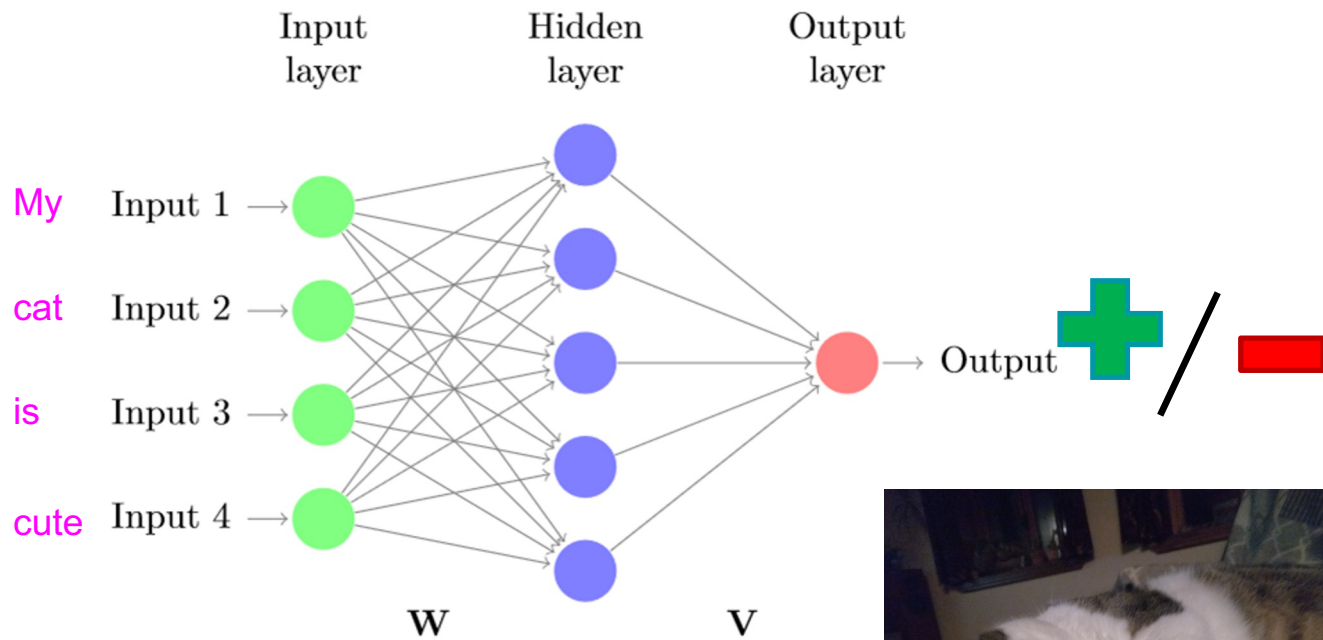 Input
layer
Hidden
layer
Output
layer
My
Input 1
cat
Input 2
is
Input 3
cute
Input 4
Output
W
V